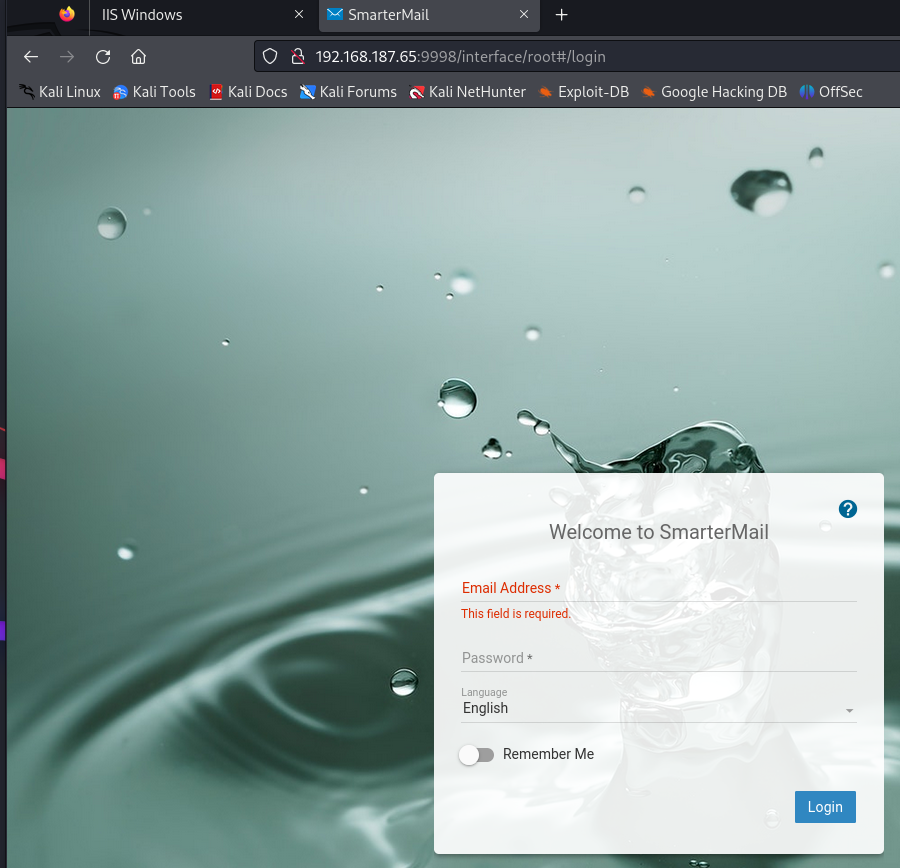 IIS Windows
SmarterMail
192.168.187.65:9998/interface/root#/login
Kali Linux Kali Tools Kali Docs Kali Forums Kali NetHunter Exploit-DB Google Hacking DB OffSec
?
Welcome to SmarterMail
Email Address *
This field is required.
Password *
Language
English
Remember Me
Login